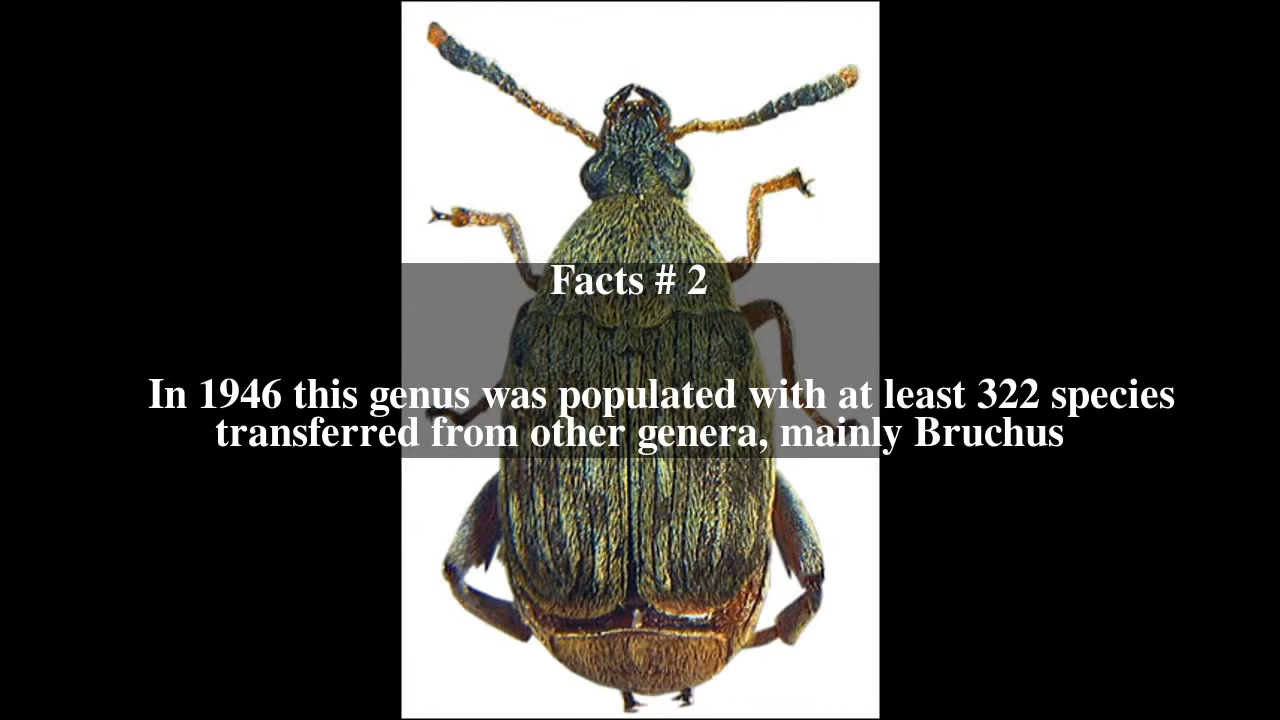 Facts # 2
In 1946 this genus was populated with at least 322 species
transferred from other genera, mainly Bruchus